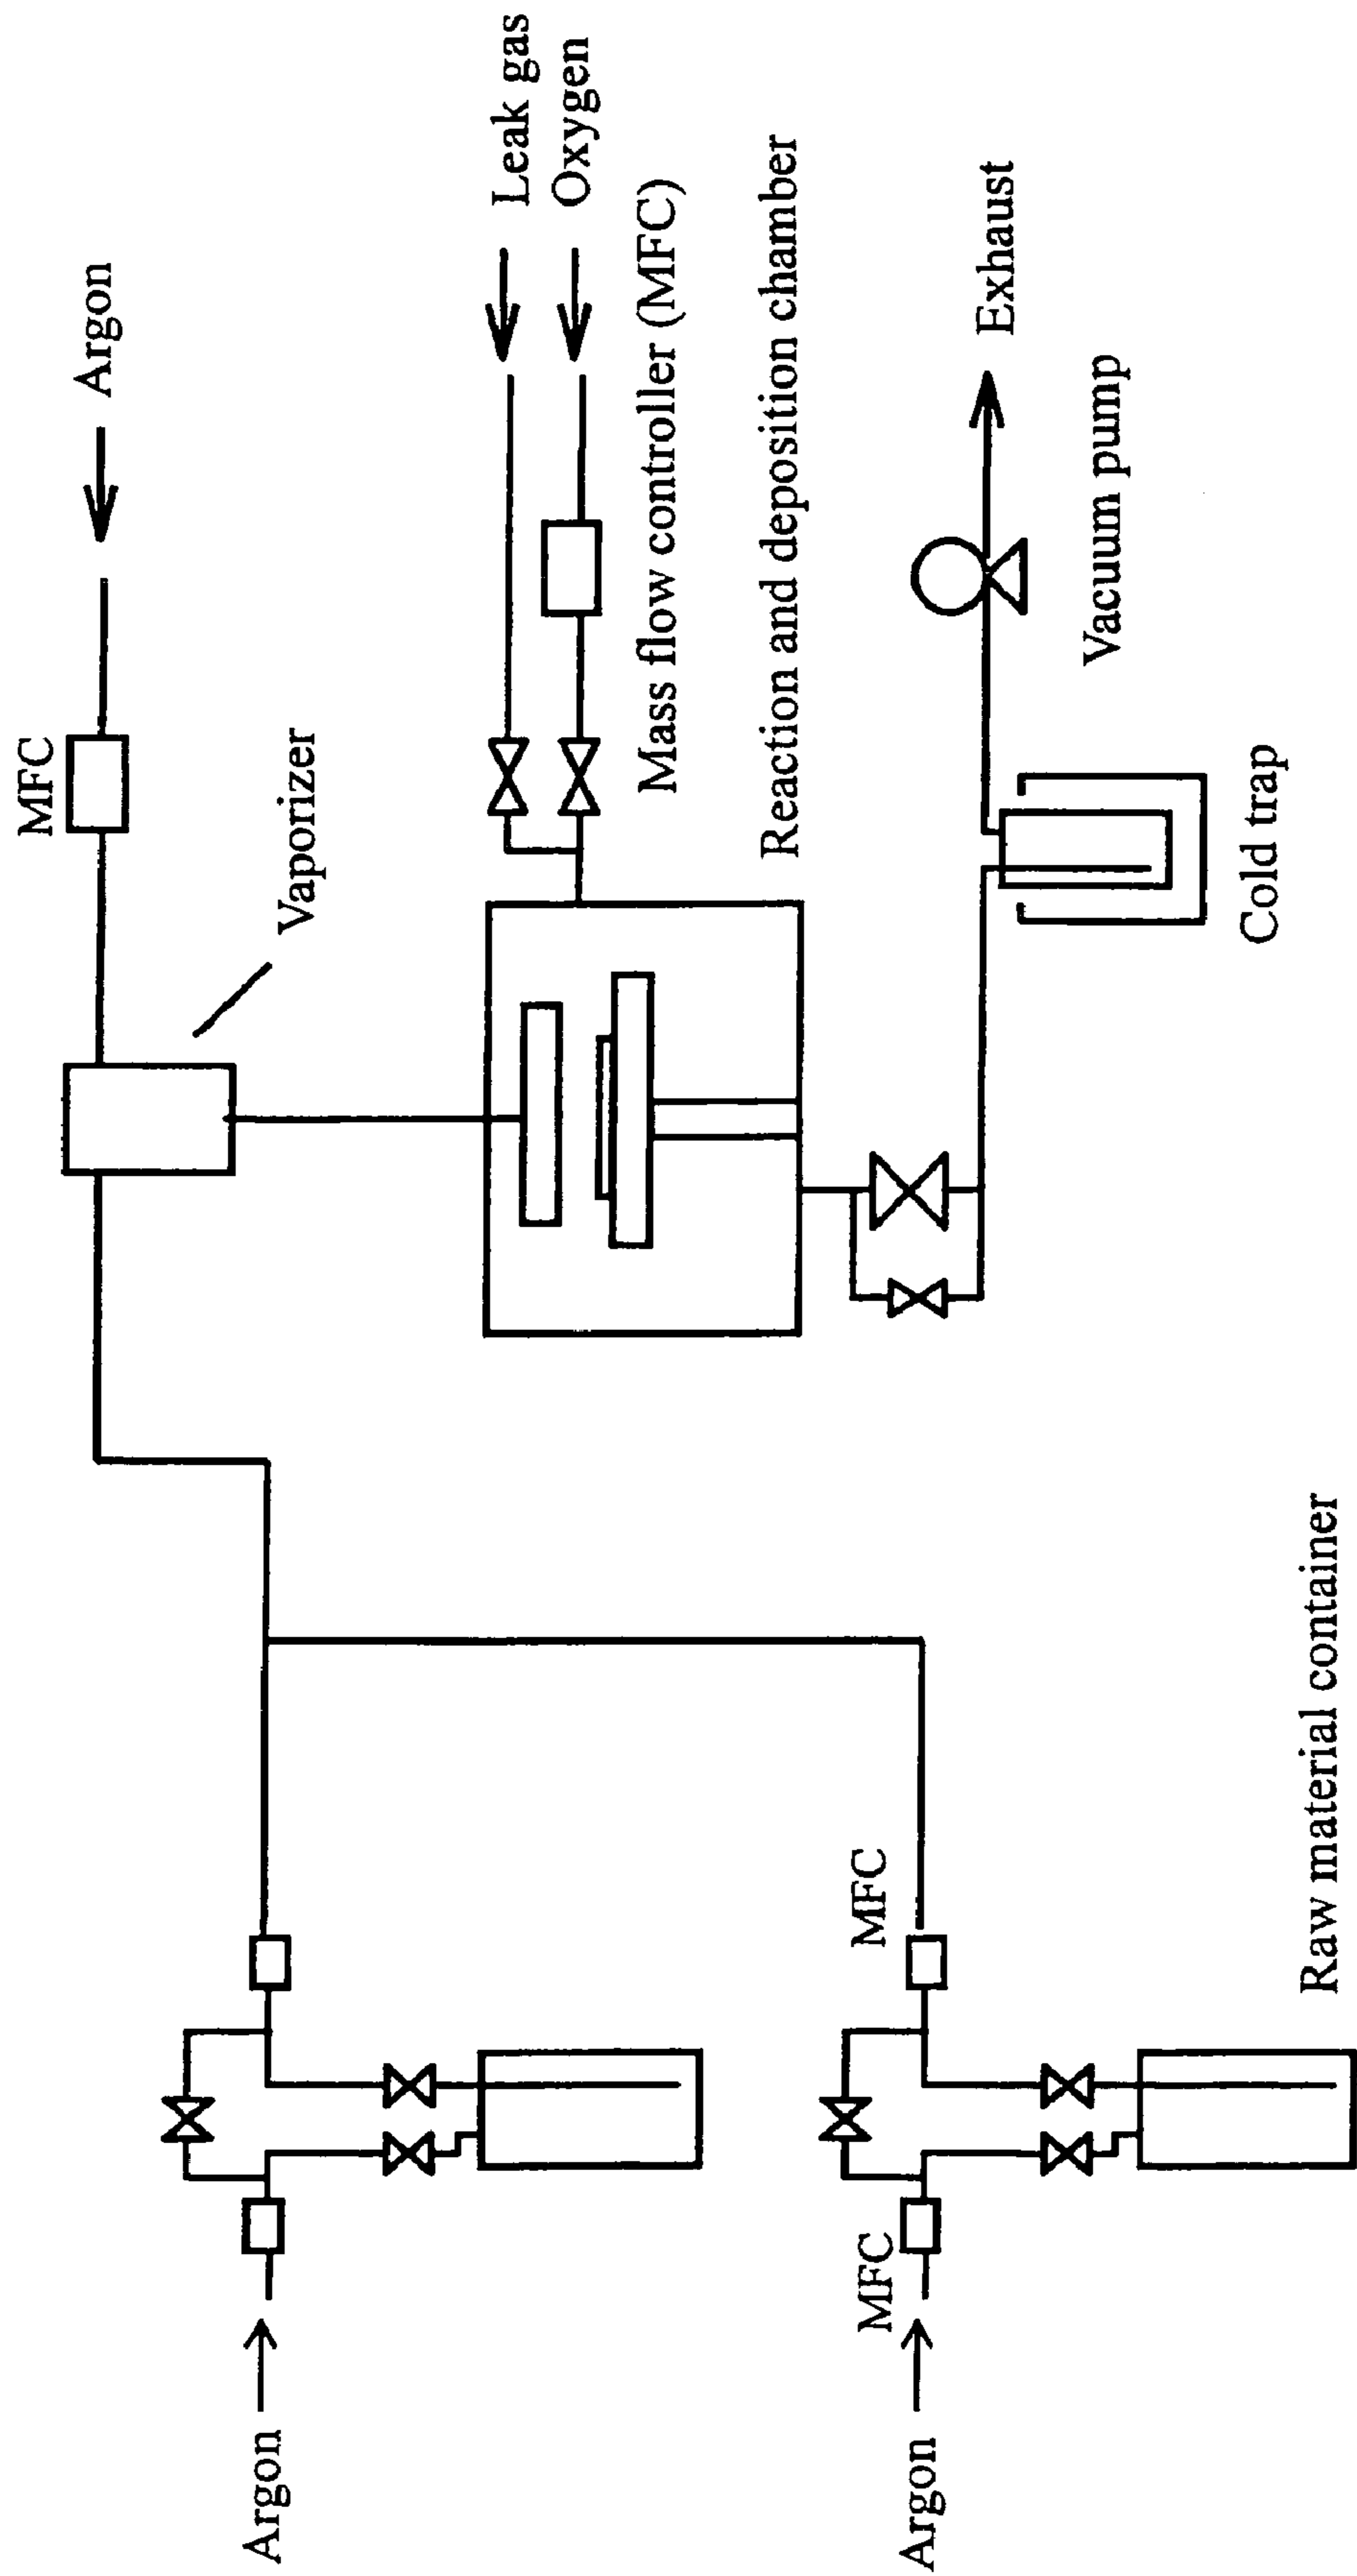 MFC
Argon
Vaporizer
Leak gas
Oxygen
Mass flow controller (MFC)
Reaction and deposition chamber
Exhaust
Vacuum pump
Cold trap
Argon
Argon
MFC
MFC
Raw material container